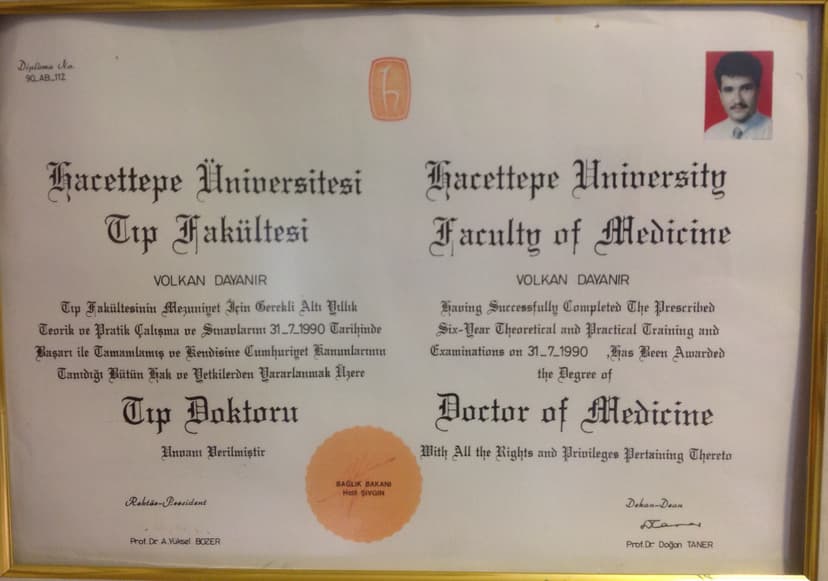 Diploma No.
90_AB_112
h
Hacettepe Üniversitesi
Tıp Fakültesi
VOLKAN DAYANIR
Tıp Fakültesinin Mezuniyet İçin Gerekli Altı Yıllık
Teorik ve Pratik Çalışma ve Sınavlarını 31_7_1990 Tarihinde
Başarı ile Tamamlamış ve Kendisine Cumhuriyet Kanunlarının
Tanıdığı Bütün Hak ve Yetkilerden Yararlanmak Üzere
Tıp Doktoru
Unvanı Verilmiştir
Rektör-President
Prof.Dr A.Yüksel BOZER
Hacettepe University
Faculty of Medicine
VOLKAN DAYANIR
Having Successfully Completed The Prescribed
Six-Year Theoretical and Practical Training and
Examinations on 31_7_1990 ,Has Been Awarded
the Degree of
Doctor of Medicine
With All the Rights and Privileges Pertaining Thereto
Dekan-Dean
Prof.Dr Doğan TANER
SAĞLIK BAKANI
Halil ŞIVGIN